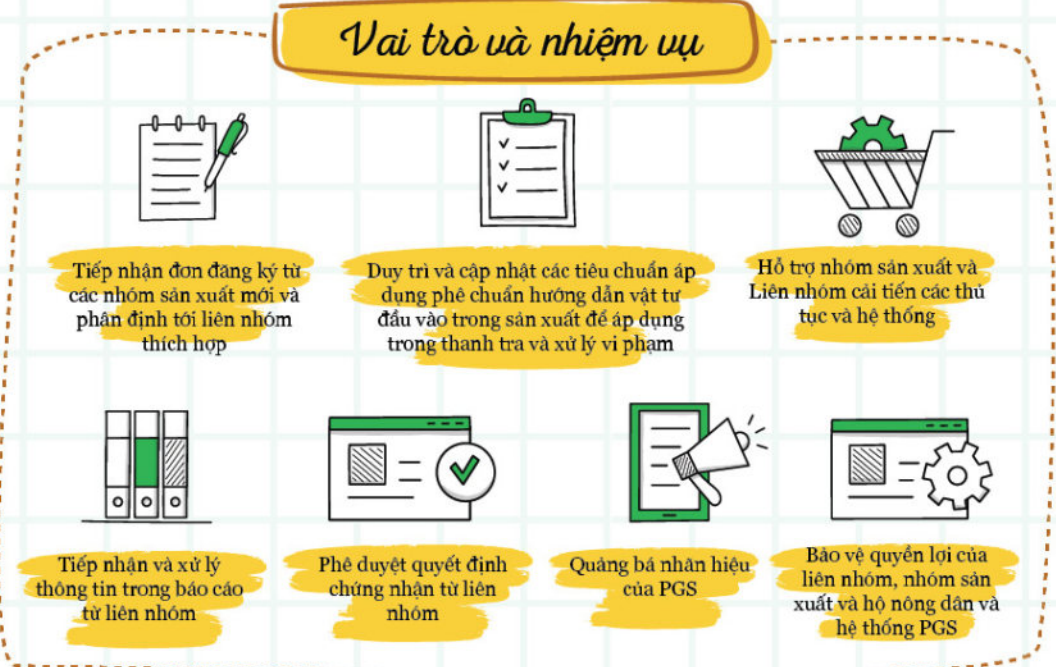 Vai trò và nhiệm vụ
Tiếp nhận đơn đăng ký từ
các nhóm sản xuất mới và
phân định tới liên nhóm
thích hợp
Duy trì và cập nhật các tiêu chuẩn áp
dụng phê chuẩn hướng dẫn vật tư
đầu vào trong sản xuất để áp dụng
trong thanh tra và xử lý vi phạm
Hỗ trợ nhóm sản xuất và
Liên nhóm cải tiến các thủ
tục và hệ thống
Tiếp nhận và xử lý
thông tin trong báo cáo
từ liên nhóm
Phê duyệt quyết định
chứng nhận từ liên
nhóm
Quảng bá nhãn hiệu
của PGS
Bảo vệ quyền lợi của
liên nhóm, nhóm sản
xuất và hộ nông dân và
hệ thống PGS